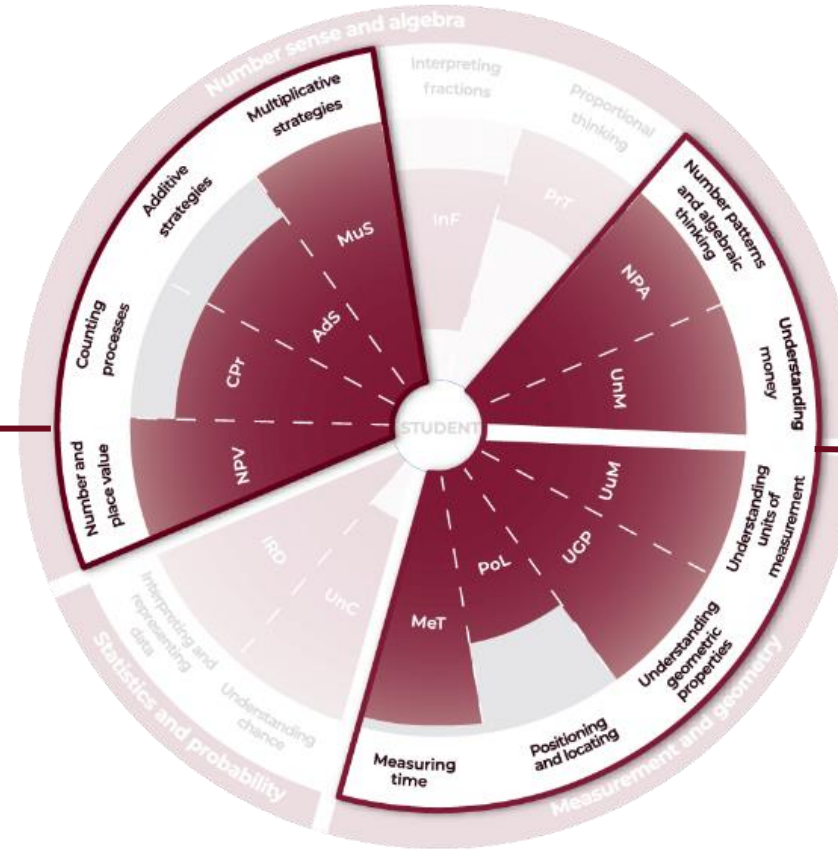 Number sense and algebra
Multiplicative
strategies
Interpreting
fractions
Proportional
thinking
Number patterns
and algebraic
thinking
Additive
strategies
Counting
processes
Number and
place value
Understanding
money
MuS
InF
PrT
NPA
AdS
CPr
UnM
STUDENT
NPV
UuM
UGP
PoL
IRD
UnC
MeT
Understanding
units of
measurement
Understanding
geometric
properties
Positioning
and locating
Measuring
time
Interpreting and
representing
data
Understanding
chance
Statistics and probability
Measurement and geometry